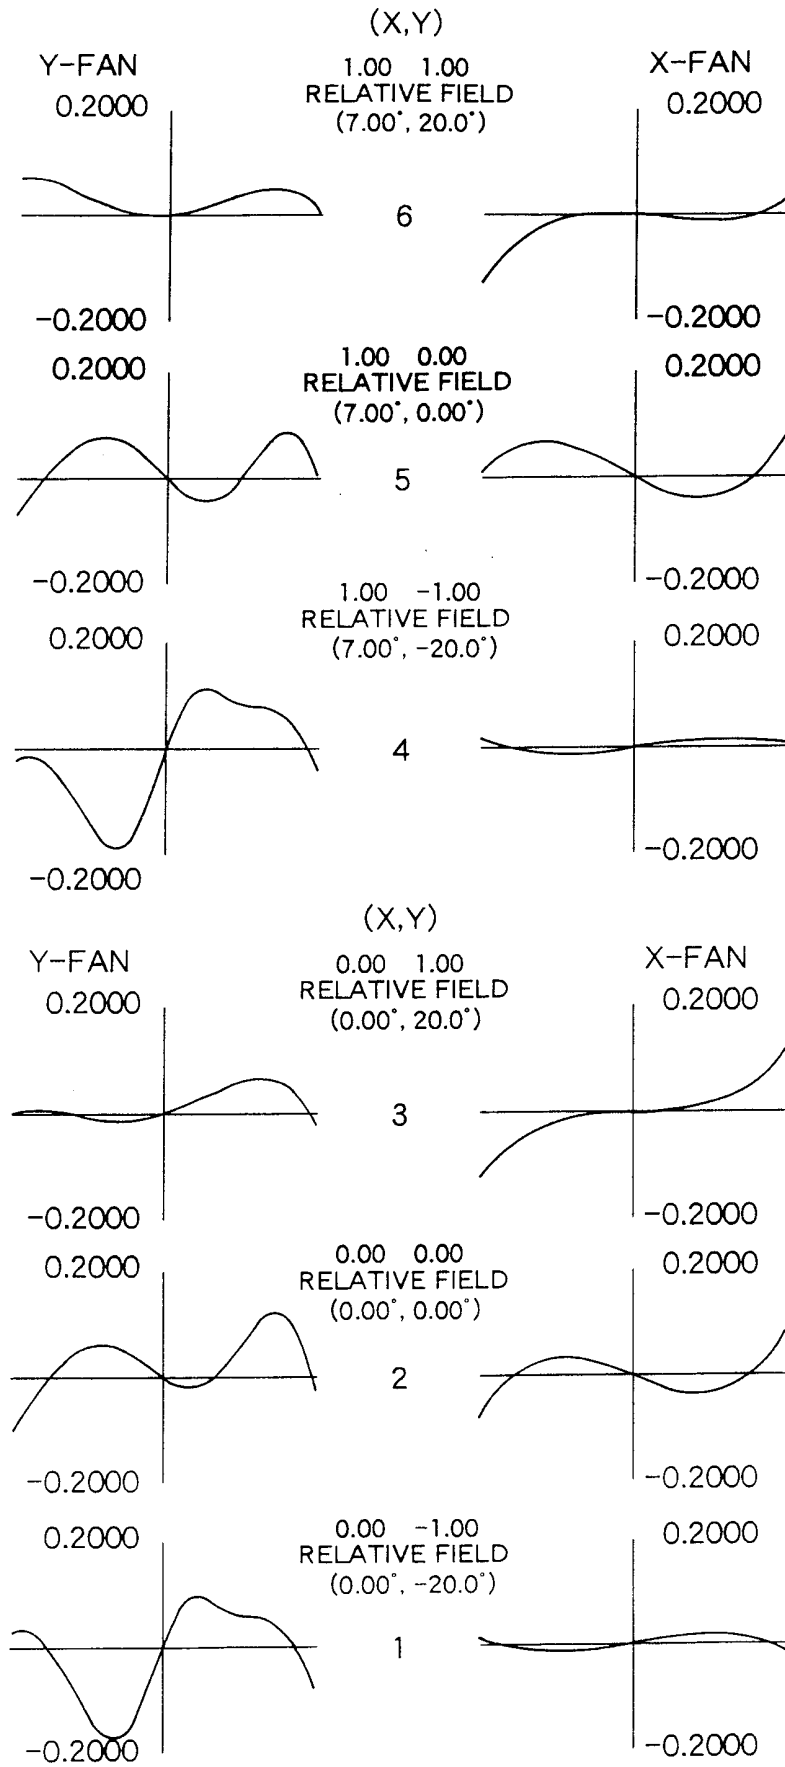 (X,Y)
Y-FAN 1.00 1.00 X-FAN
0.2000 RELATIVE FIELD 0.2000
(7.00°, 20.0°)
6
-0.2000 -0.2000
1.00 0.00
0.2000 RELATIVE FIELD 0.2000
(7.00°, 0.00°)
5
-0.2000 -0.2000
1.00 -1.00
0.2000 RELATIVE FIELD 0.2000
(7.00°, -20.0°)
4
-0.2000 -0.2000
(X,Y)
Y-FAN 0.00 1.00 X-FAN
0.2000 RELATIVE FIELD 0.2000
(0.00°, 20.0°)
3
-0.2000 -0.2000
0.00 0.00
0.2000 RELATIVE FIELD 0.2000
(0.00°, 0.00°)
2
-0.2000 -0.2000
0.00 -1.00
0.2000 RELATIVE FIELD 0.2000
(0.00°, -20.0°)
1
-0.2000 -0.2000